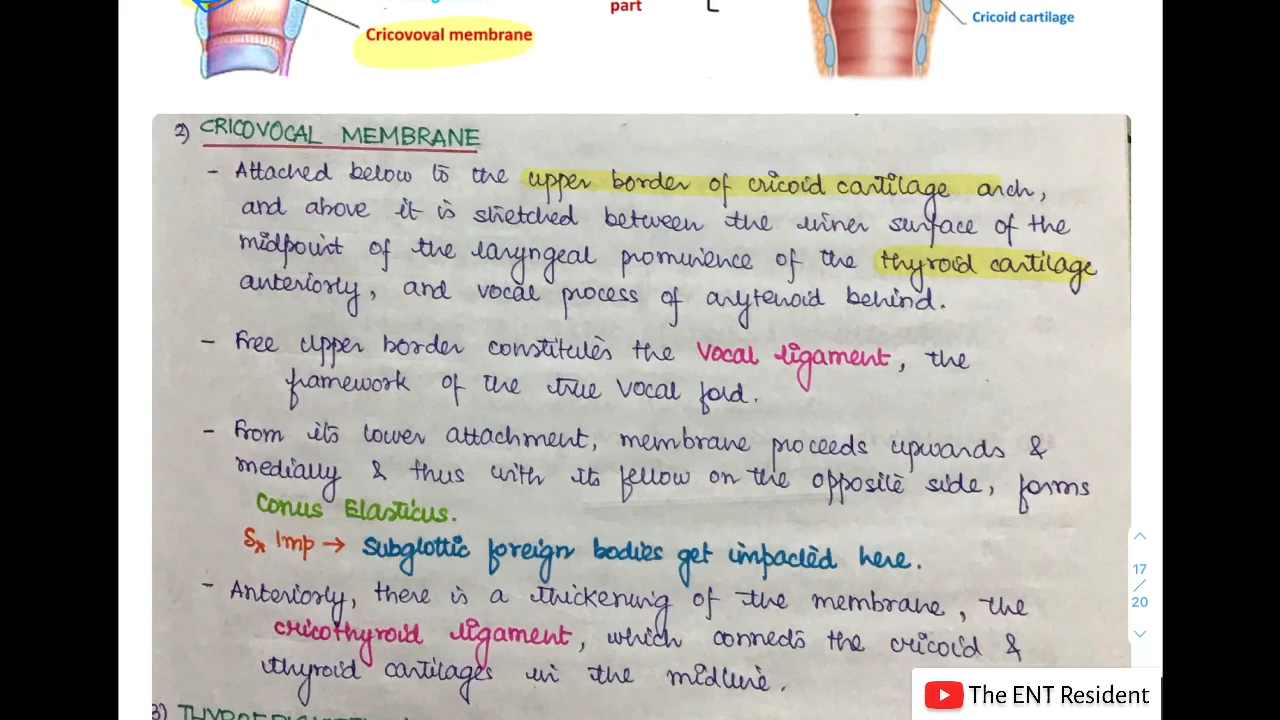 part
Cricoid cartilage
Cricovoval membrane
2) CRICOVOCAL MEMBRANE
- Attached below to the upper border of cricoid cartilage arch,
and above it is stretched between the inner surface of the
midpoint of the laryngeal prominence of the thyroid cartilage
anteriorly, and vocal process of arytenoid behind.
- Free upper border constitutes the vocal ligament, the
framework of the true vocal fold.
- From its lower attachment, membrane proceeds upwards &
medially & thus with its fellow on the opposite side, forms
Conus Elasticus.
Sx Imp → Subglottic foreign bodies get impacted here.
- Anteriorly, there is a thickening of the membrane, the
cricothyroid ligament, which connects the cricoid &
thyroid cartilages in the midline.
17
/
20
The ENT Resident
3)